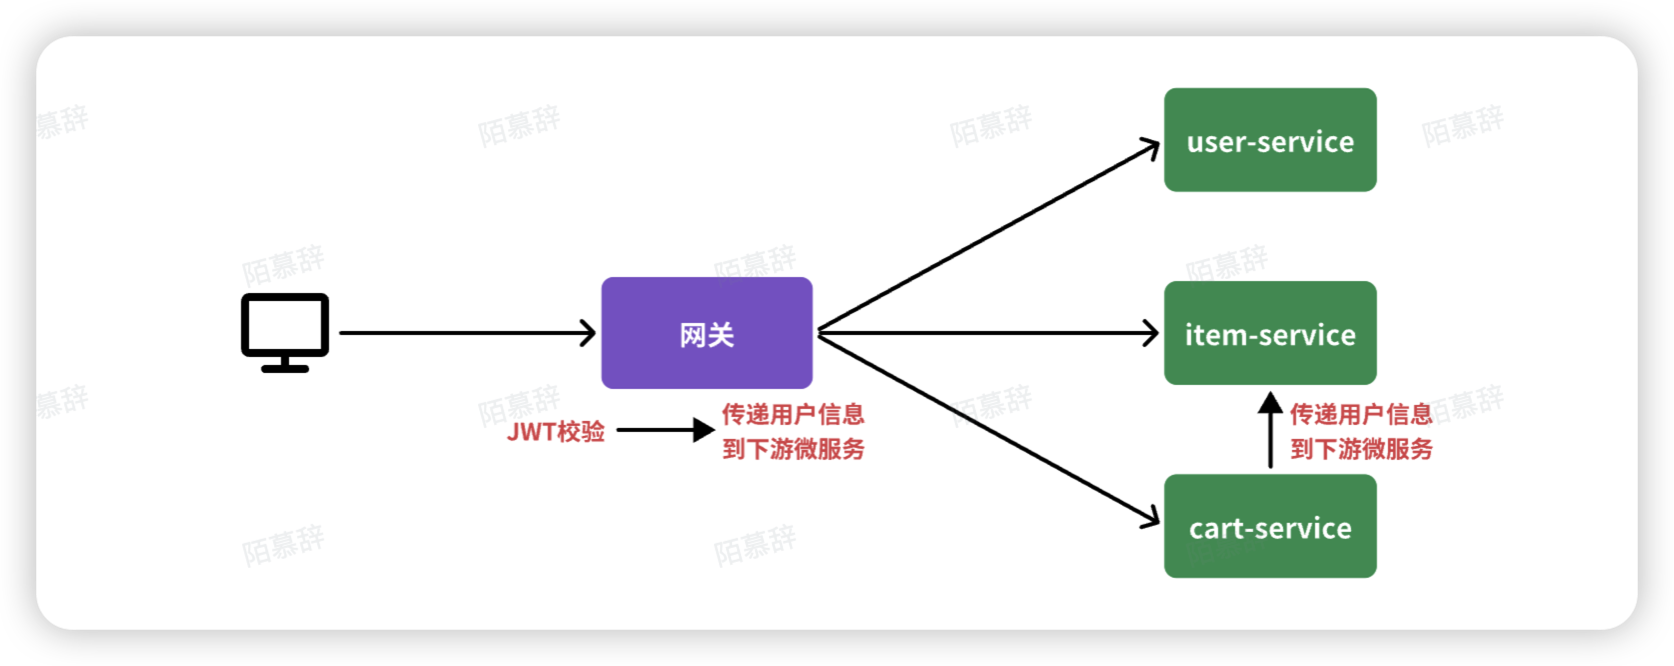 user-service
网关
item-service
JWT校验
传递用户信息
到下游微服务
传递用户信息
到下游微服务
cart-service
陌慕辞